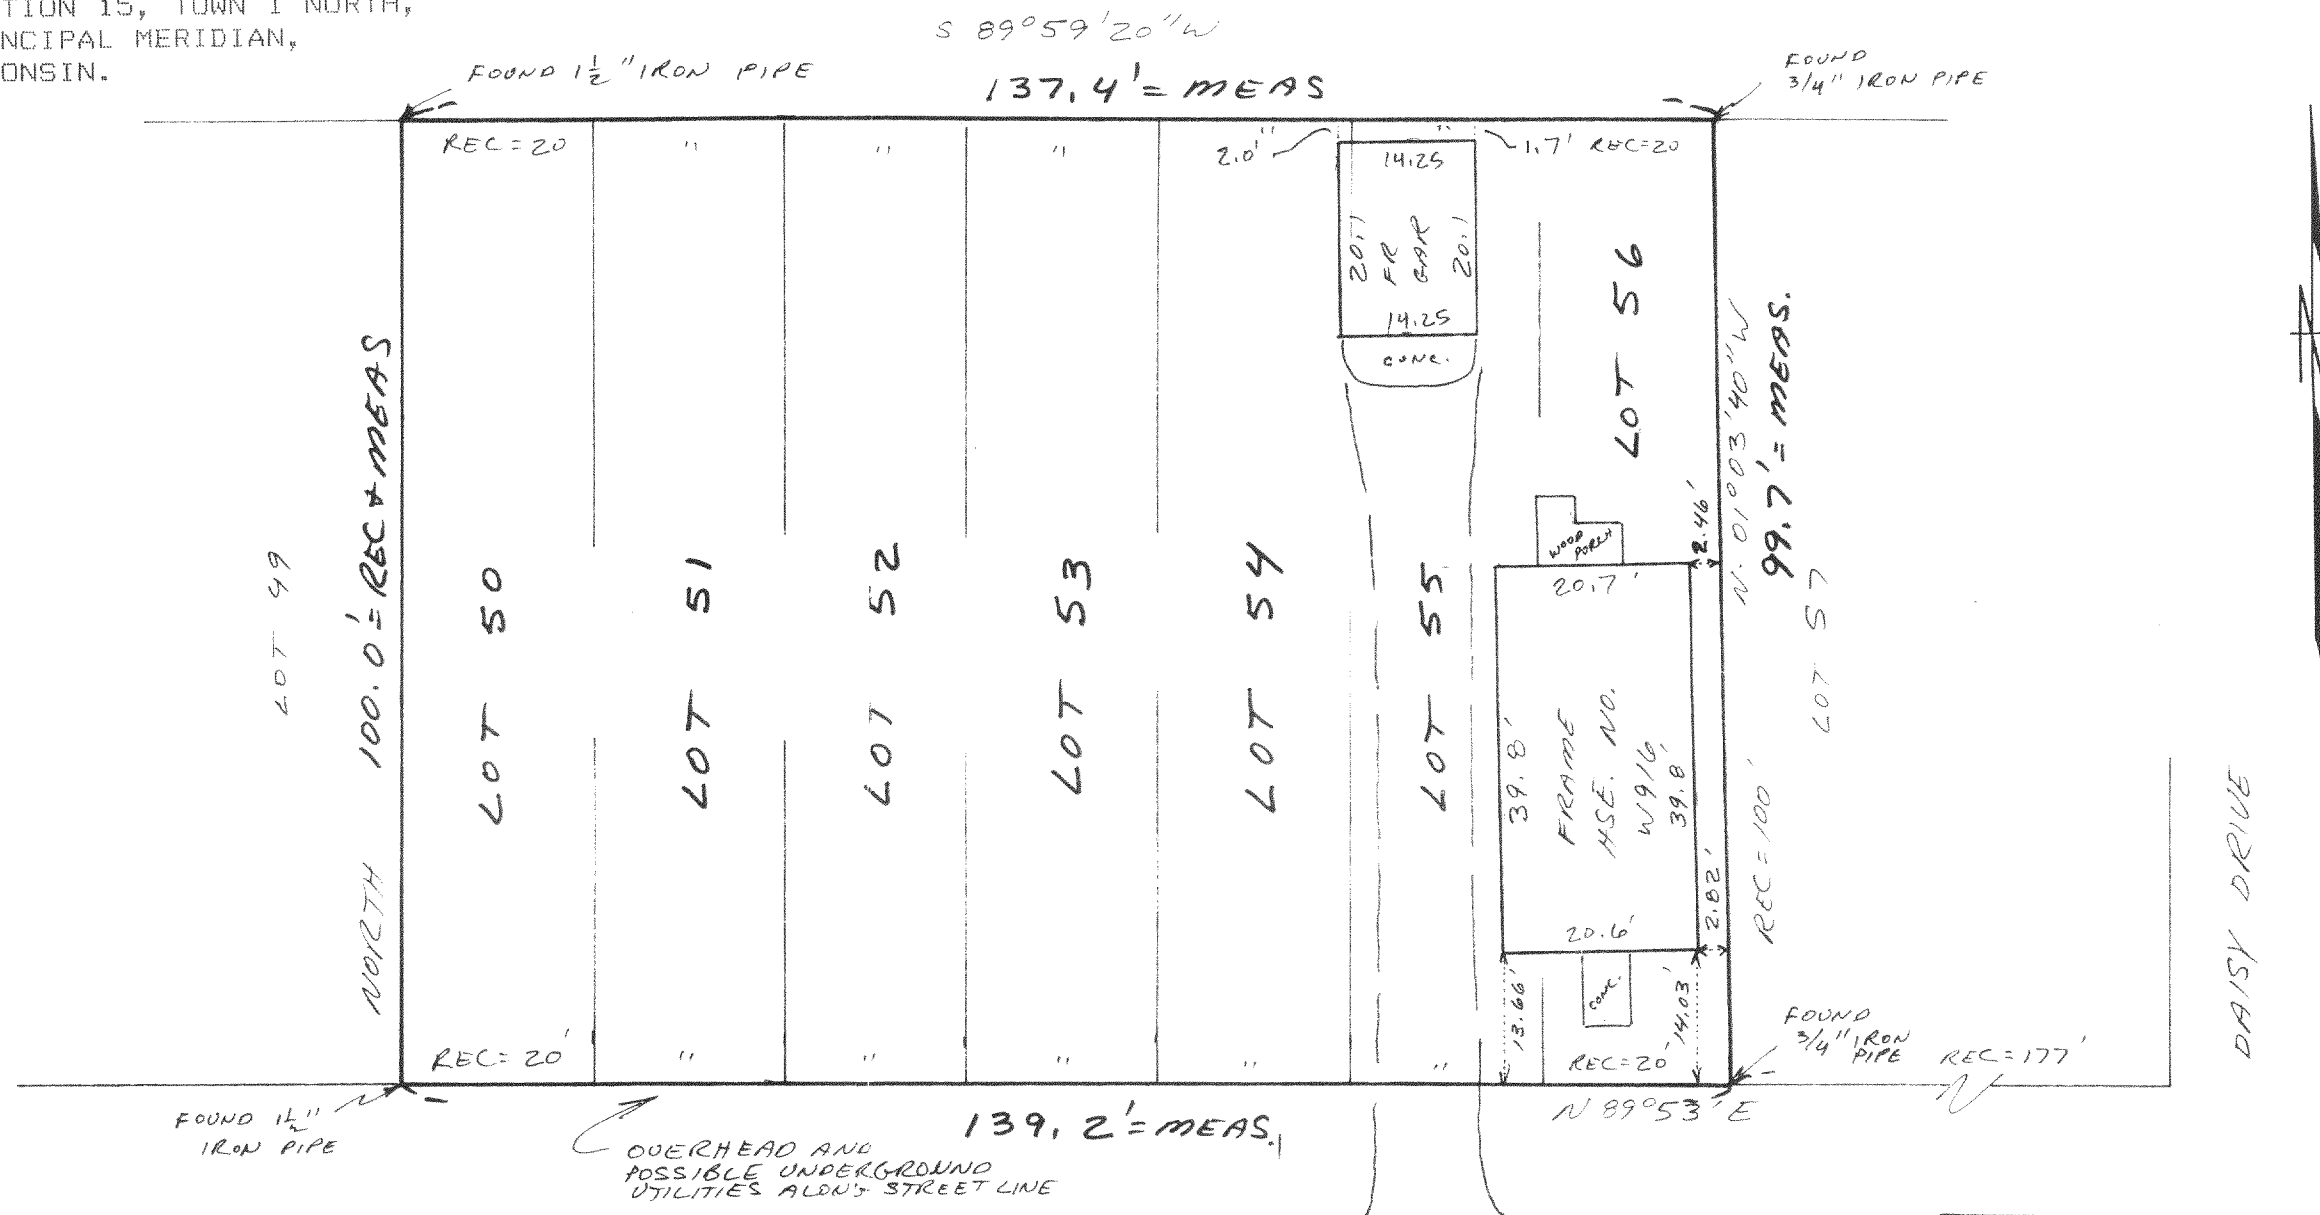 TION 15, TOWN 1 NORTH,
NCIPAL MERIDIAN,
ONSIN.
S 89°59'20"W
FOUND 1 1/2" IRON PIPE
137.4' = MEAS
FOUND
3/4" IRON PIPE
REC = 20
"
"
"
2.0'
"
"
1.7'
REC=20
14.25
20.1
FR
GAR
20.1
14.25
CONC.
LOT 56
N. 01°03'40"W
99.7' = MEAS.
REC = 100'
LOT 49
NORTH
100.0' = REC & MEAS
LOT 50
LOT 51
LOT 52
LOT 53
LOT 54
LOT 55
WOOD
PORCH
2.46'
20.7'
39.8'
FRAME
HSE. NO.
W916
39.8'
LOT 57
2.82'
20.6'
13.66'
CONC.
14.03'
DAISY DRIVE
REC= 20'
"
"
"
"
"
REC=20'
FOUND
3/4" IRON
PIPE
REC=177'
FOUND 1 1/2"
IRON PIPE
139.2' = MEAS.
N 89°53' E
OVERHEAD AND
POSSIBLE UNDERGROUND
UTILITIES ALONG STREET LINE